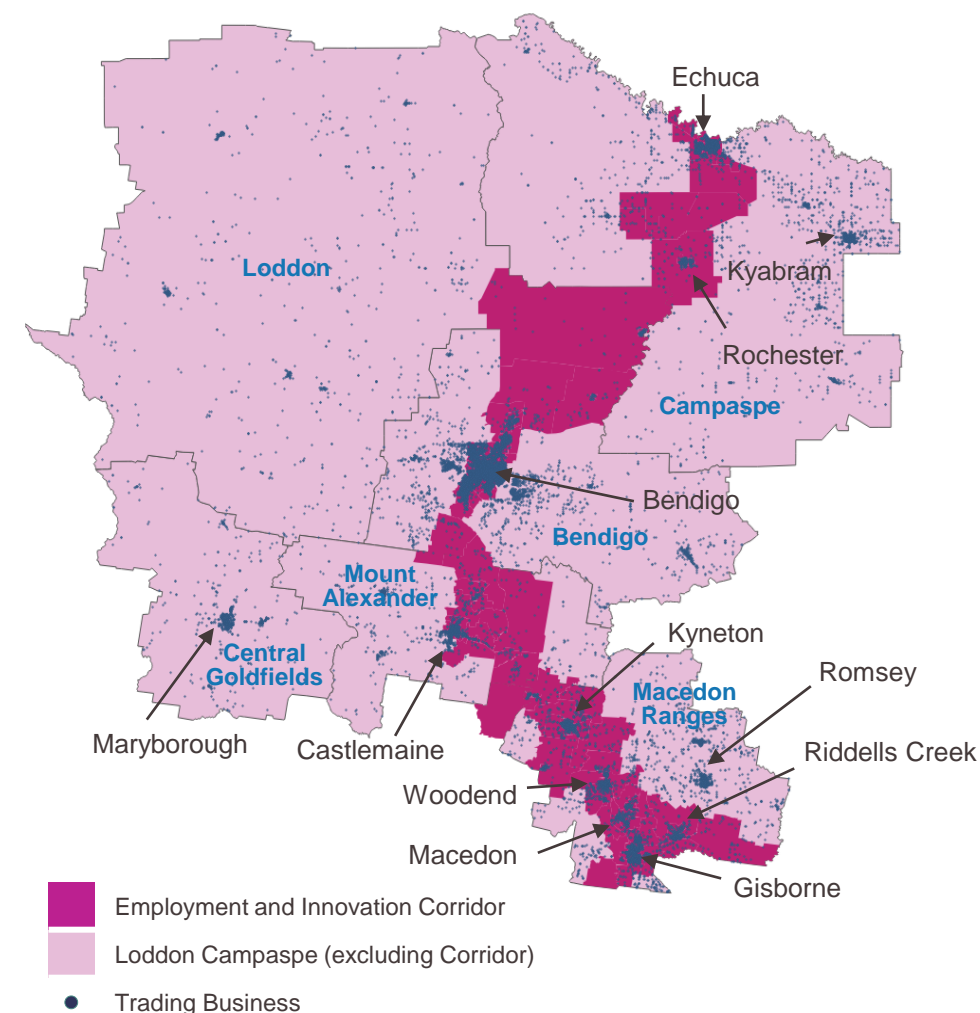 Echuca
Loddon
Kyabram
Rochester
Campaspe
Bendigo
Bendigo
Mount
Alexander
Kyneton
Central
Goldfields
Macedon
Ranges
Romsey
Maryborough
Castlemaine
Riddells Creek
Woodend
Macedon
Gisborne
Employment and Innovation Corridor
Loddon Campaspe (excluding Corridor)
Trading Business